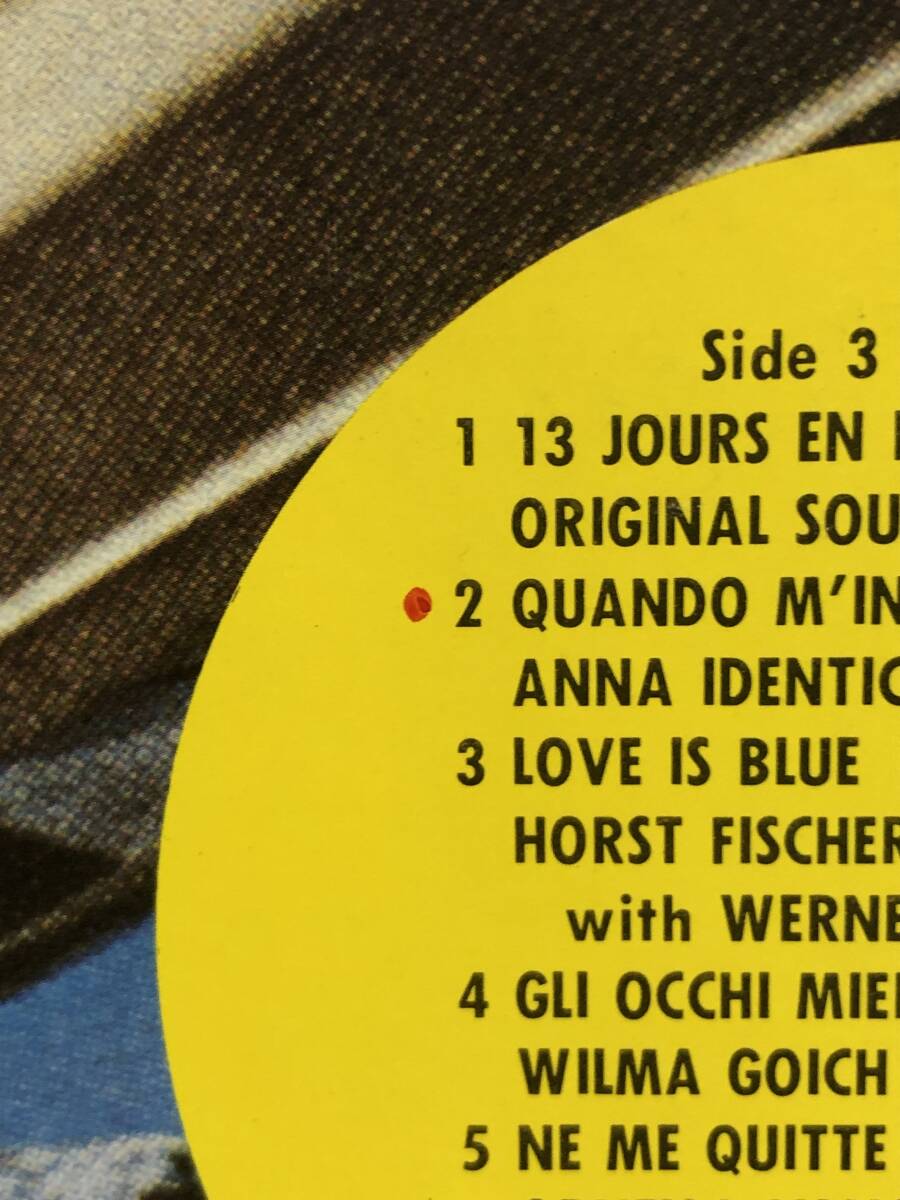 Side 3
1 13 JOURS EN
ORIGINAL SOU
2 QUANDO M'IN
ANNA IDENTIC
3 LOVE IS BLUE
HORST FISCHER
with WERNE
4 GLI OCCHI MIEI
WILMA GOICH
5 NE ME QUITTE